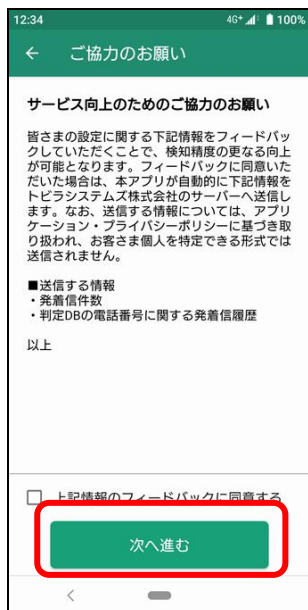 12:34
4G+
100%
← ご協力のお願い
サービス向上のためのご協力のお願い
皆さまの設定に関する下記情報をフィードバッ
クしていただくことで、検知精度の更なる向上
が可能となります。フィードバックに同意いた
だいた場合は、本アプリが自動的に下記情報を
トビラシステムズ株式会社のサーバーへ送信し
ます。なお、送信する情報については、アプリ
ケーション・プライバシーポリシーに基づき取
り扱われ、お客さま個人を特定できる形式では
送信されません。
■送信する情報
・発着信件数
・判定DBの電話番号に関する発着信履歴
以上
上記情報のフィードバックに同意する
次へ進む